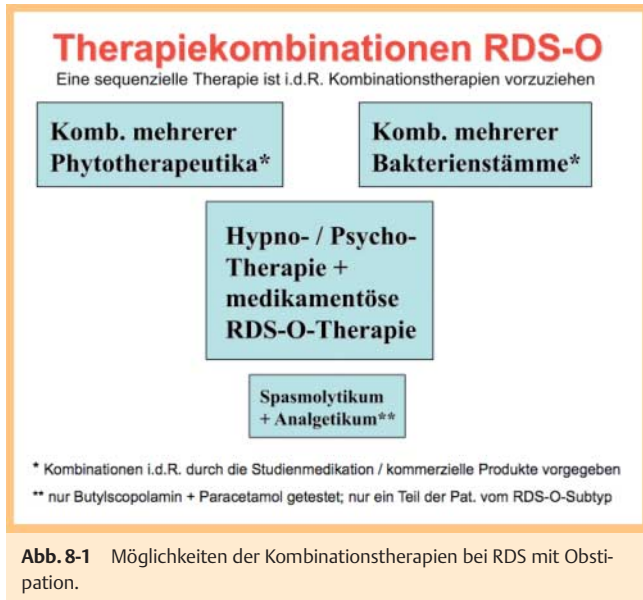 Therapiekombinationen RDS-O
Eine sequenzielle Therapie ist i.d.R. Kombinationstherapien vorzuziehen
Komb. mehrerer
Phytotherapeutika*
Komb. mehrerer
Bakterienstämme*
Hypno- / Psycho-
Therapie +
medikamentöse
RDS-O-Therapie
Spasmolytikum
+ Analgetikum**
* Kombinationen i.d.R. durch die Studienmedikation / kommerzielle Produkte vorgegeben
** nur Butylscopolamin + Paracetamol getestet; nur ein Teil der Pat. vom RDS-O-Subtyp
Abb. 8-1 Möglichkeiten der Kombinationstherapien bei RDS mit Obsti-
pation.